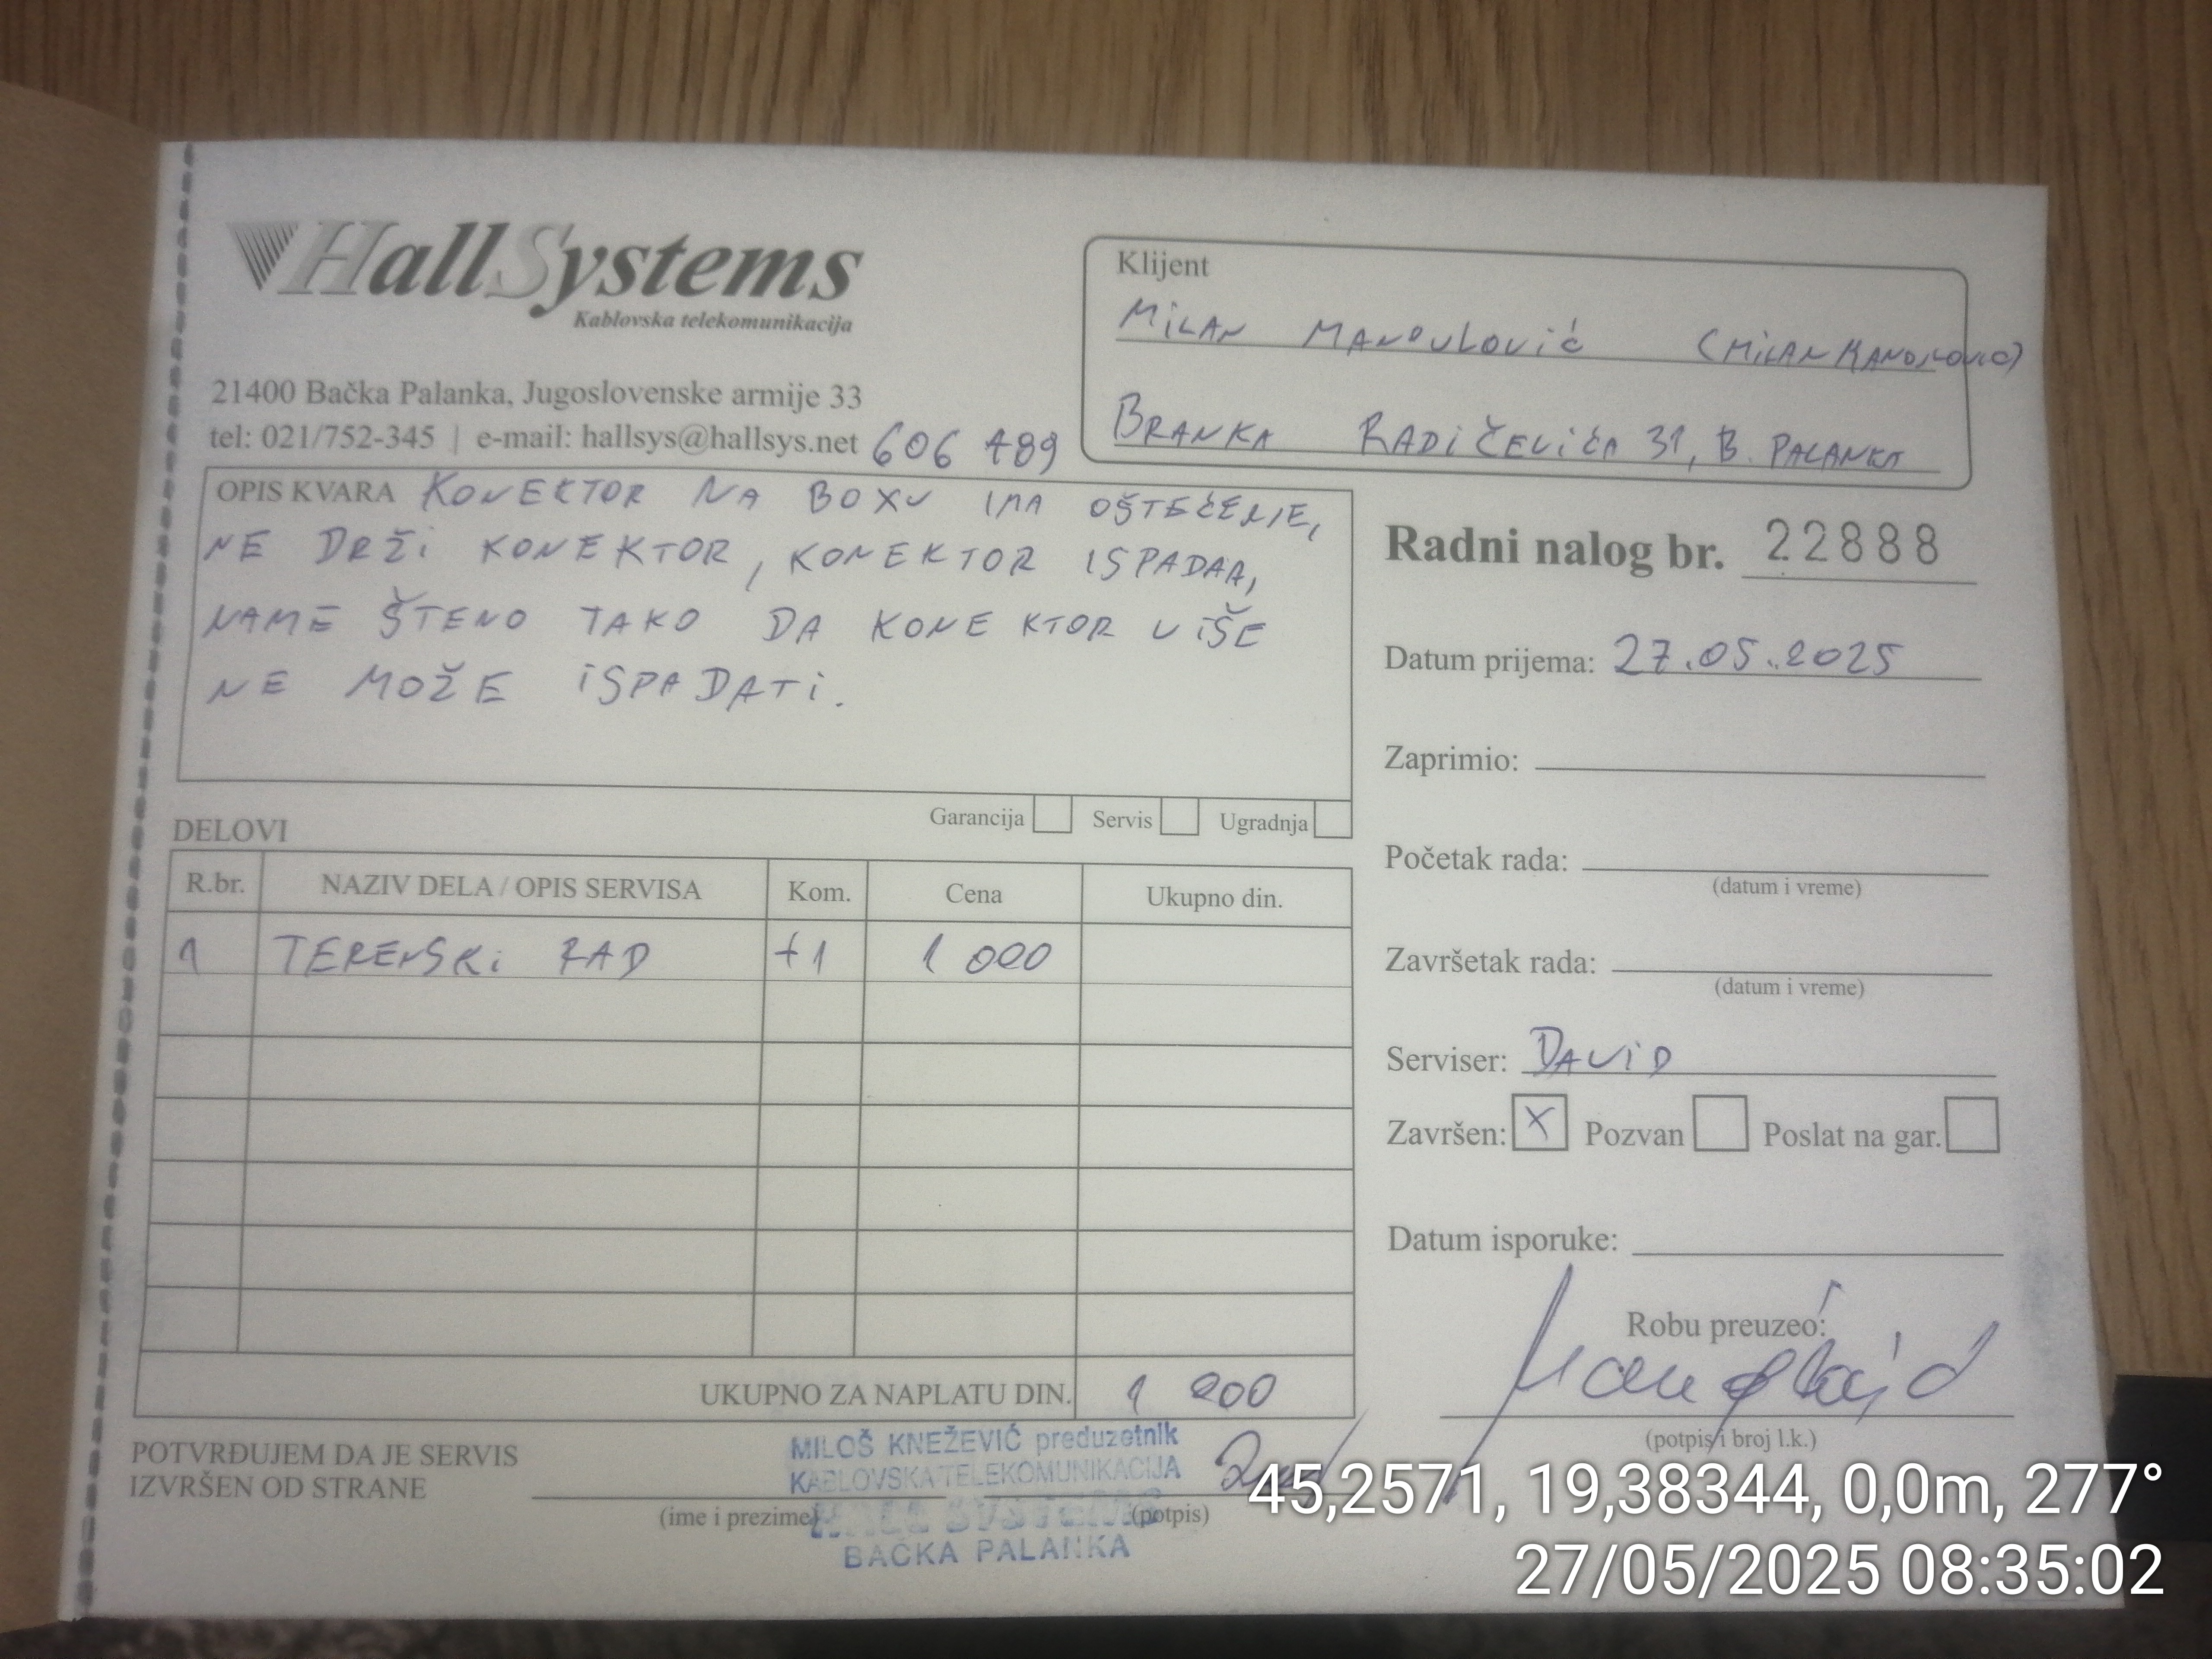 HallSystems
Kablovska telekomunikacija
21400 Bačka Palanka, Jugoslovenske armije 33
tel: 021/752-345 | e-mail: hallsys@hallsys.net 606 489
Klijent
MiLAN MANDULOViĆ (MiLAN
BRANKA RADiČEViĆA 31, B. PALANKA
OPIS KVARA KONEKTOR NA BOXU IMA OŠTEĆENJE,
NE DRŽi KONEKTOR, KONEKTOR ISPADAA,
NAMEŠTENO TAKO DA KONEKTOR ViŠE
NE MOŽE iSPADATi.
Garancija Servis Ugradnja
Radni nalog br. 22888
Datum prijema: 27.05.2025
Zaprimio:
Početak rada:
(datum i vreme)
Završetak rada:
(datum i vreme)
Serviser: DAViD
Završen: X Pozvan Poslat na gar.
Datum isporuke:
Robu preuzeo:
(potpis i broj l.k.)
DELOVI
R.br. NAZIV DELA / OPIS SERVISA Kom. Cena Ukupno din.
1 TERENSKi RAD +1 1 000
UKUPNO ZA NAPLATU DIN. 1 000
POTVRĐUJEM DA JE SERVIS
IZVRŠEN OD STRANE
(ime i prezime) (potpis)
MILOŠ KNEŽEVIĆ preduzetnik
KABLOVSKA TELEKOMUNIKACIJA
HALL SYSTEMS
BAČKA PALANKA
45,2571, 19,38344, 0,0m, 277°
27/05/2025 08:35:02